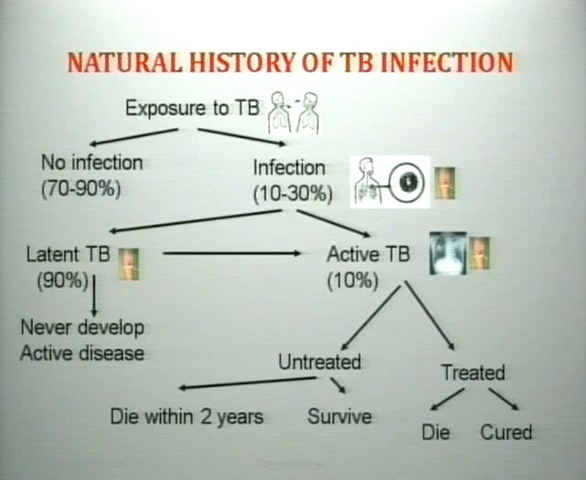 NATURAL HISTORY OF TB INFECTION
Exposure to TB
No infection
(70-90%)
Infection
(10-30%)
Latent TB
(90%)
Active TB
(10%)
Never develop
Active disease
Untreated
Treated
Die within 2 years
Survive
Die
Cured